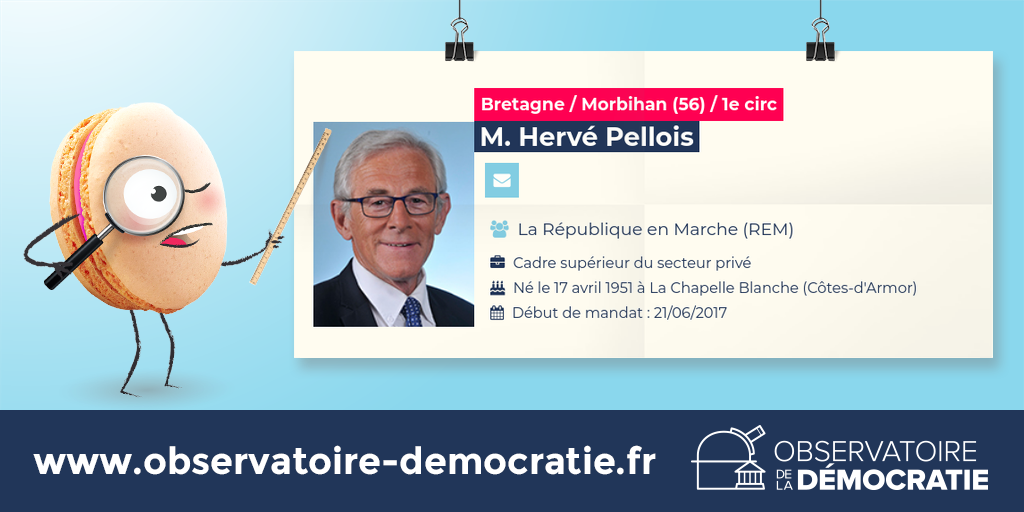 Bretagne / Morbihan (56) / 1e circ
M. Hervé Pellois
La République en Marche (REM)
Cadre supérieur du secteur privé
Né le 17 avril 1951 à La Chapelle Blanche (Côtes-d'Armor)
Début de mandat : 21/06/2017
www.observatoire-democratie.fr
OBSERVATOIRE
DE LA DÉMOCRATIE